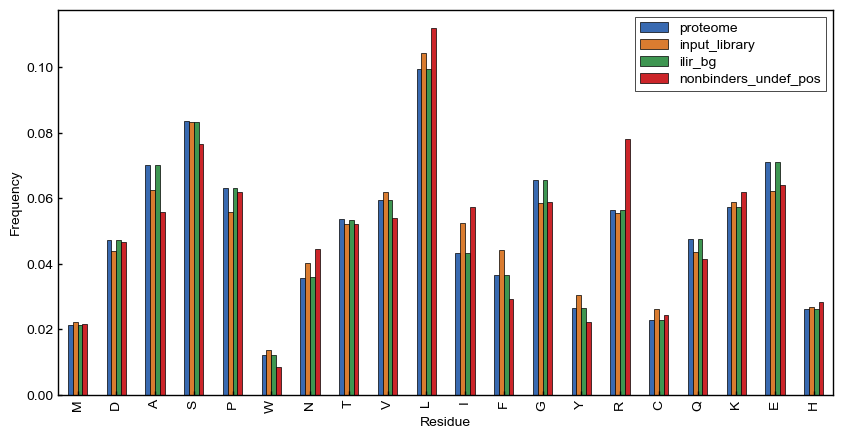 proteome
input_library
ilir_bg
nonbinders_undef_pos
0.10
0.08
0.06
0.04
0.02
0.00
Frequency
M D A S P W N T V L I F G Y R C Q K E H
Residue